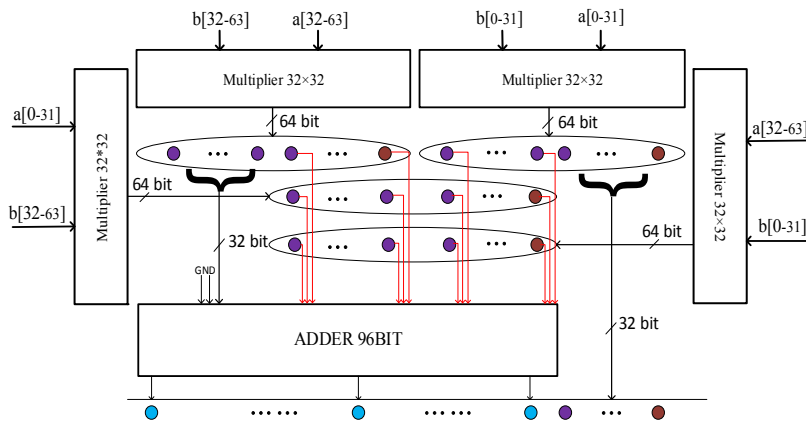 b[32-63] a[32-63] b[0-31] a[0-31]
Multiplier 32×32 Multiplier 32×32
a[0-31] Multiplier 32*32 64 bit 64 bit Multiplier 32×32 a[32-63]
... ... ... ...
64 bit ... ... ...
b[32-63] 32 bit ... ... ... 64 bit b[0-31]
GND
ADDER 96BIT 32 bit
...... ...... ...